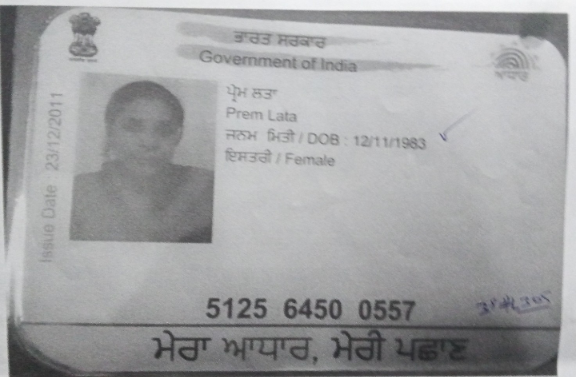 ਭਾਰਤ ਸਰਕਾਰ
Government of India
ਆਧਾਰ
Issue Date : 23/12/2011
ਪ੍ਰੇਮ ਲਤਾ
Prem Lata
ਜਨਮ ਮਿਤੀ / DOB : 12/11/1983
ਇਸਤਰੀ / Female
5125 6450 0557
ਮੇਰਾ ਆਧਾਰ, ਮੇਰੀ ਪਛਾਣ